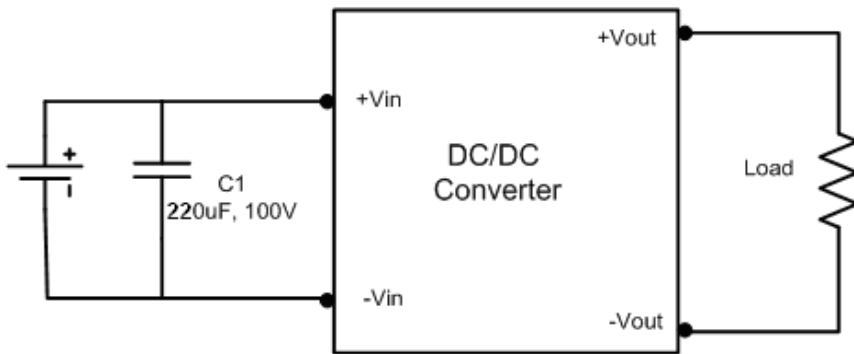 +Vout
+Vin
DC/DC
Converter
Load
+
-
C1
220uF, 100V
-Vin
-Vout